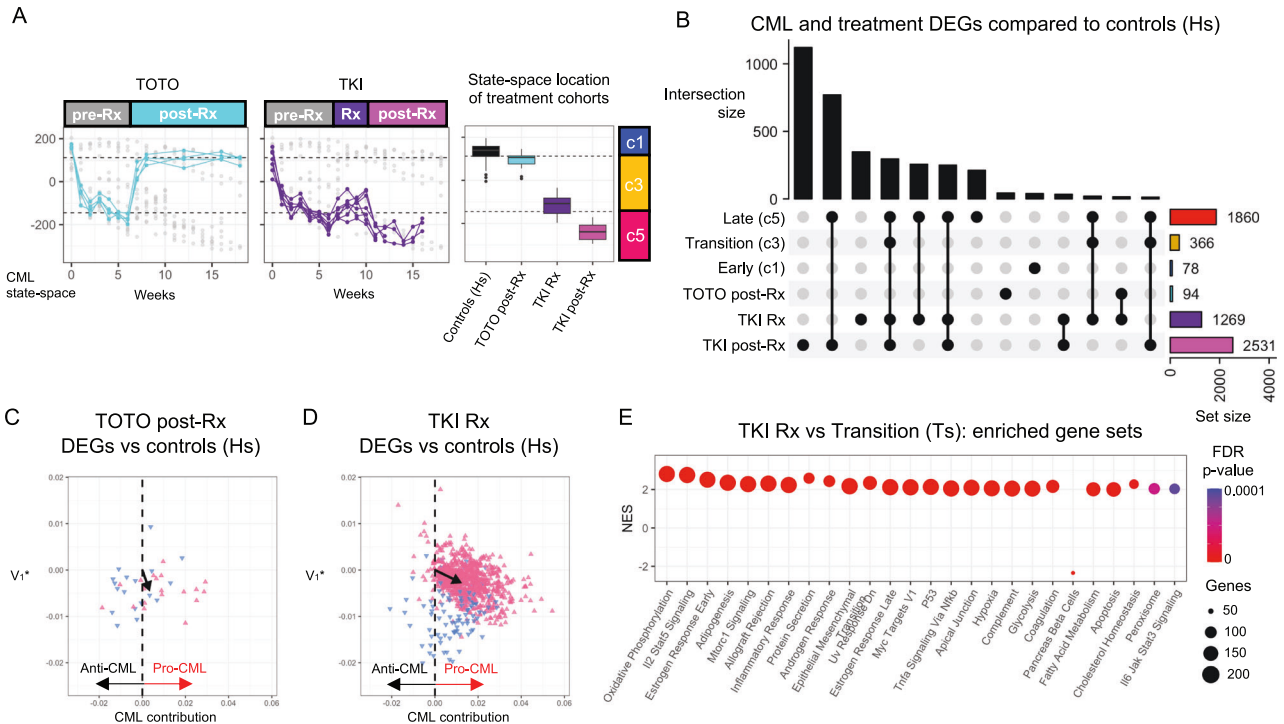 A
TOTO
TKI
State-space location
of treatment cohorts
pre-Rx
post-Rx
pre-Rx
Rx
post-Rx
200
0
-200
0
5
10
15
0
5
10
15
CML
state-space
Weeks
Weeks
c1
c3
c5
Controls (Hs)
TOTO post-Rx
TKI Rx
TKI post-Rx
B
CML and treatment DEGs compared to controls (Hs)
Intersection
size
1000
500
0
Late (c5)
1860
Transition (c3)
366
Early (c1)
78
TOTO post-Rx
94
TKI Rx
1269
TKI post-Rx
2531
0
2000
4000
Set size
C
TOTO post-Rx
DEGs vs controls (Hs)
0.02
0.01
0.00
-0.01
-0.02
V₁*
Anti-CML
Pro-CML
-0.02
0.00
0.02
0.04
0.06
CML contribution
D
TKI Rx
DEGs vs controls (Hs)
0.02
0.01
0.00
-0.01
-0.02
V₁*
Anti-CML
Pro-CML
-0.02
0.00
0.02
0.04
0.06
CML contribution
E
TKI Rx vs Transition (Ts): enriched gene sets
NES
2
0
-2
Oxidative Phosphorylation
Il2 Stat5 Signaling
Estrogen Response Early
Adipogenesis
Mtorc1 Signaling
Allograft Rejection
Inflammatory Response
Protein Secretion
Androgen Response
Epithelial Mesenchymal
Transition
Uv Response Dn
Estrogen Response Late
Myc Targets V1
P53
Tnfa Signaling Via Nfkb
Apical Junction
Hypoxia
Complement
Glycolysis
Coagulation
Pancreas Beta Cells
Fatty Acid Metabolism
Apoptosis
Cholesterol Homeostasis
Peroxisome
Il6 Jak Stat3 Signaling
FDR
p-value
0.0001
0
Genes
50
100
150
200